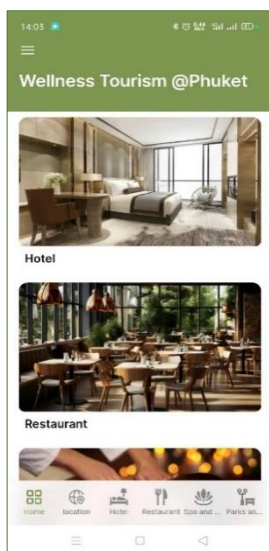 14:03
Wellness Tourism @Phuket
Hotel
Restaurant
Home location Hotel Restaurant Spa and ... Parks an...